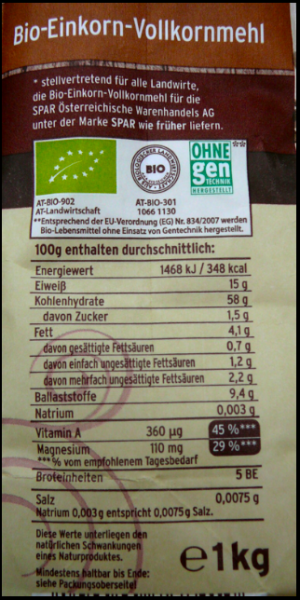 Bio-Einkorn-Vollkornmehl
* stellvertretend für alle Landwirte,
die Bio-Einkorn-Vollkornmehl für die
SPAR Österreichische Warenhandels AG
unter der Marke SPAR wie früher liefern.
BIO
OHNE **
gen
TECHNIK
HERGESTELLT
AT-BIO-902
AT-Landwirtschaft
AT-BIO-301
1066 1130
**Entsprechend der EU-Verordnung (EG) Nr. 834/2007 werden
Bio-Lebensmittel ohne Einsatz von Gentechnik hergestellt.
100g enthalten durchschnittlich:
Energiewert 1468 kJ / 348 kcal
Eiweiß 15 g
Kohlenhydrate 58 g
davon Zucker 1,5 g
Fett 4,1 g
davon gesättigte Fettsäuren 0,7 g
davon einfach ungesättigte Fettsäuren 1,2 g
davon mehrfach ungesättigte Fettsäuren 2,2 g
Ballaststoffe 9,4 g
Natrium 0,003 g
Vitamin A 360 µg 45 %***
Magnesium 110 mg 29 %***
***% vom empfohlenem Tagesbedarf
Broteinheiten 5 BE
Salz 0,0075 g
Natrium 0,003 g entspricht 0,0075 g Salz.
Diese Werte unterliegen den
natürlichen Schwankungen
eines Naturproduktes.
e 1kg
Mindestens haltbar bis Ende:
siehe Packungsoberseite!